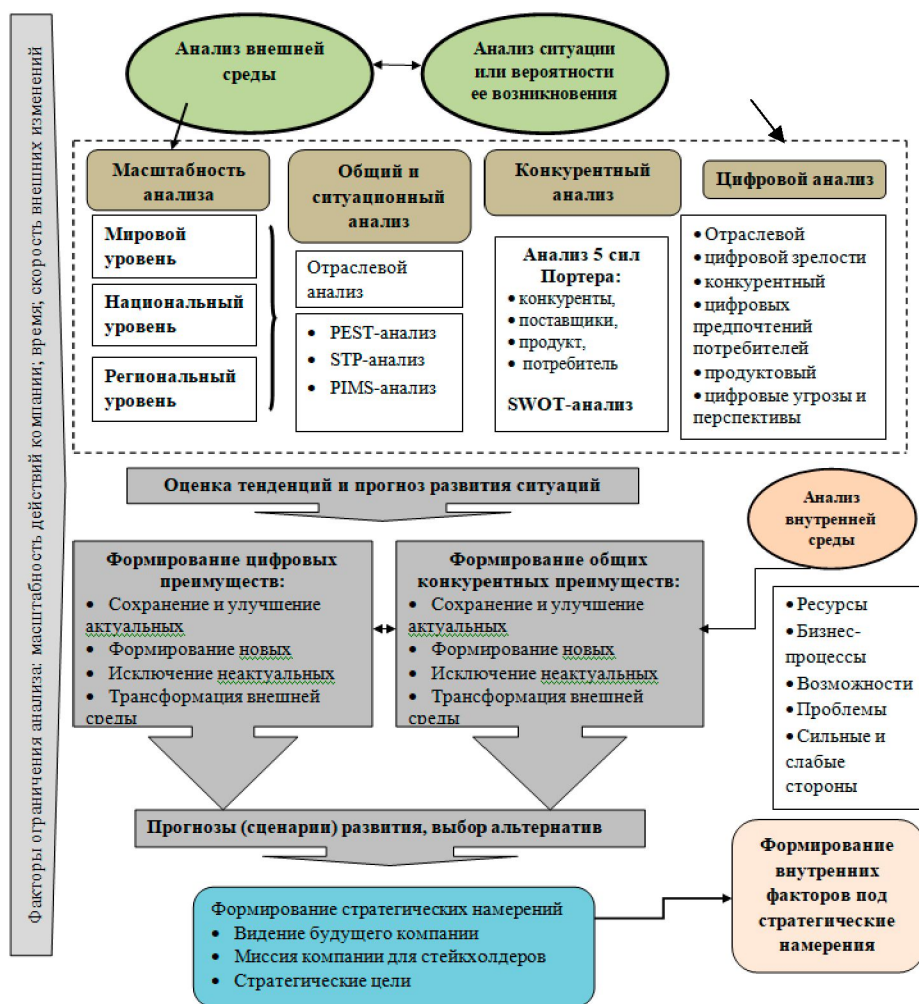 Факторы ограничения анализа: масштабность действий компании; время; скорость внешних изменений
Анализ внешней
среды
Анализ ситуации
или вероятности
ее возникновения
Масштабность
анализа
Мировой
уровень
Национальный
уровень
Региональный
уровень
Общий и
ситуационный
анализ
Отраслевой
анализ
• PEST-анализ
• STP-анализ
• PIMS-анализ
Конкурентный
анализ
Анализ 5 сил
Портера:
• конкуренты,
• поставщики,
• продукт,
• потребитель
SWOT-анализ
Цифровой анализ
• Отраслевой
• цифровой зрелости
• конкурентный
• цифровых
предпочтений
потребителей
• продуктовый
• цифровые угрозы и
перспективы
Оценка тенденций и прогноз развития ситуаций
Анализ
внутренней
среды
Формирование цифровых
преимуществ:
• Сохранение и улучшение
актуальных
• Формирование новых
• Исключение неактуальных
• Трансформация внешней
среды
Формирование общих
конкурентных преимуществ:
• Сохранение и улучшение
актуальных
• Формирование новых
• Исключение неактуальных
• Трансформация внешней
среды
• Ресурсы
• Бизнес-
процессы
• Возможности
• Проблемы
• Сильные и
слабые
стороны
Прогнозы (сценарии) развития, выбор альтернатив
Формирование стратегических намерений
• Видение будущего компании
• Миссия компании для стейкхолдеров
• Стратегические цели
Формирование
внутренних
факторов под
стратегические
намерения